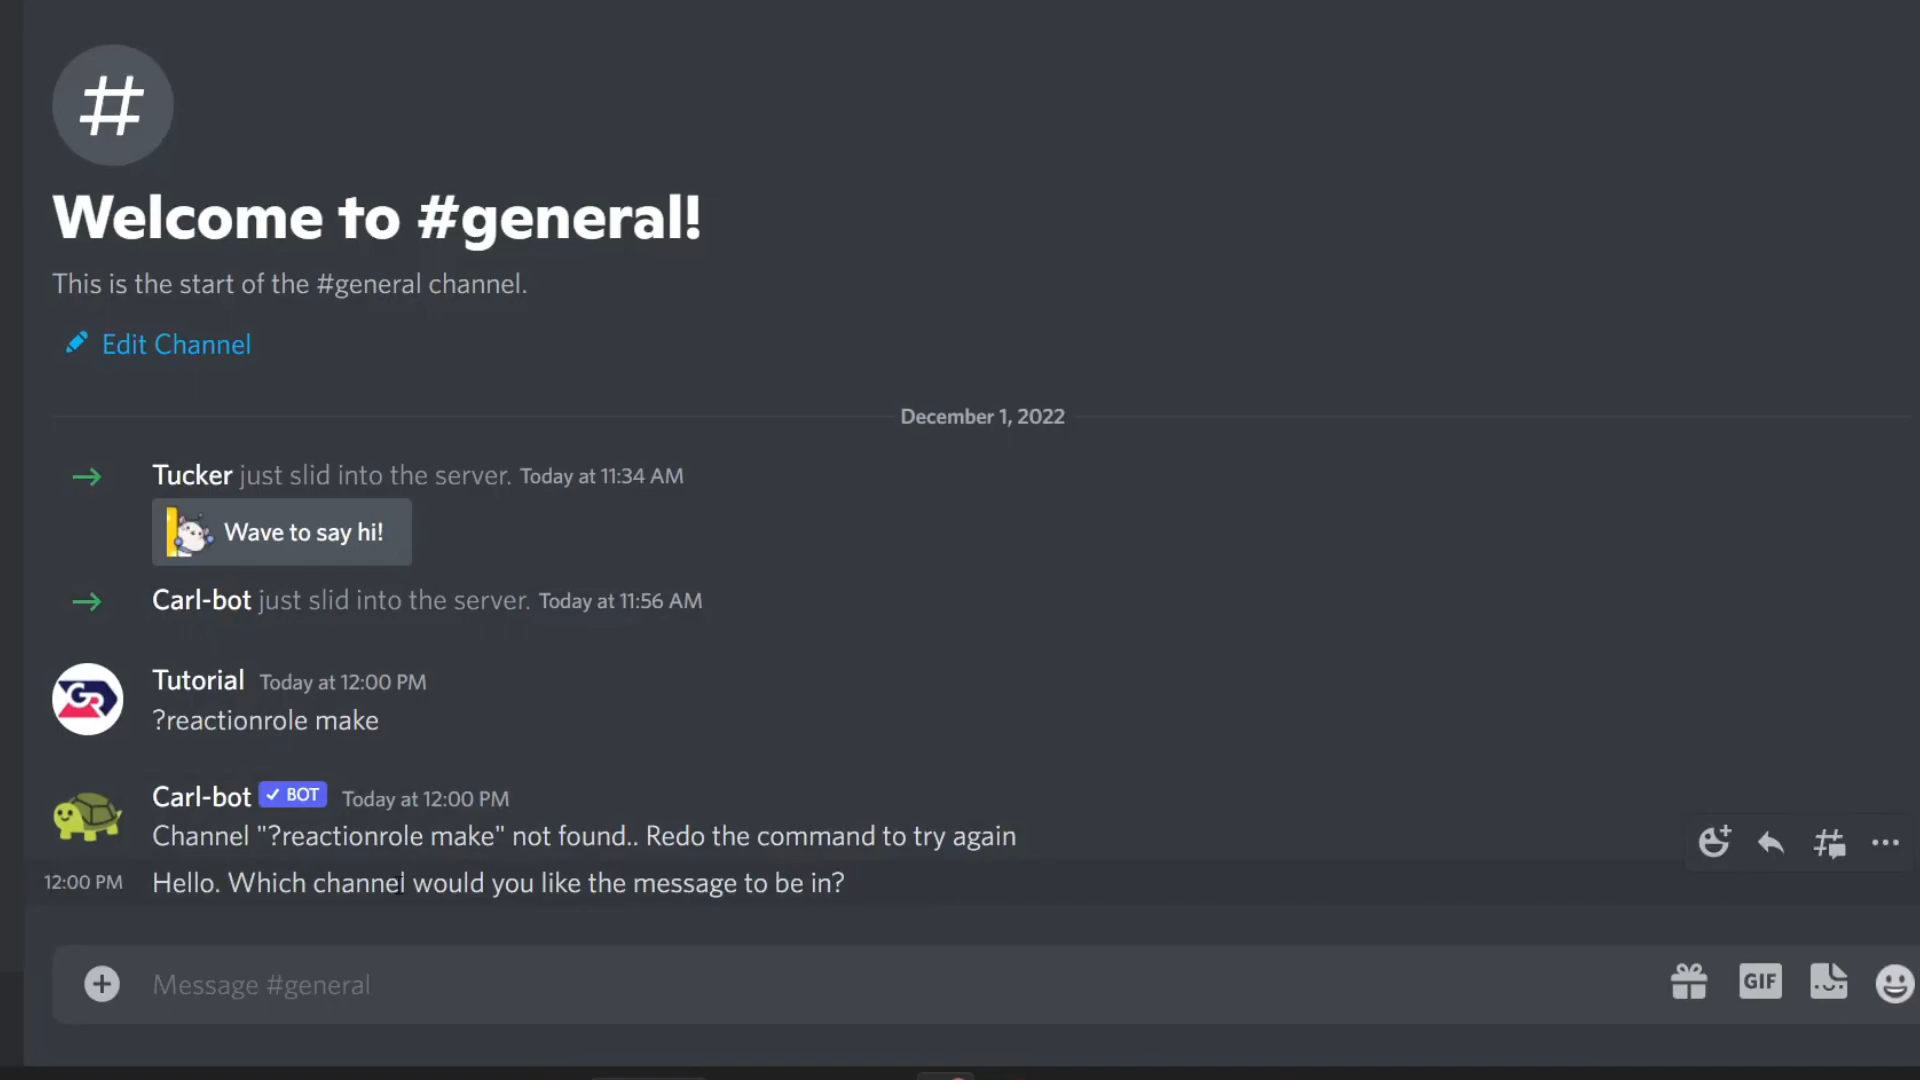 #
Welcome to #general!
This is the start of the #general channel.
Edit Channel
December 1, 2022
Tucker just slid into the server. Today at 11:34 AM
Wave to say hi!
Carl-bot just slid into the server. Today at 11:56 AM
Tutorial Today at 12:00 PM
?reactionrole make
Carl-bot ✓ BOT Today at 12:00 PM
Channel "?reactionrole make" not found.. Redo the command to try again
12:00 PM Hello. Which channel would you like the message to be in?
Message #general
GIF